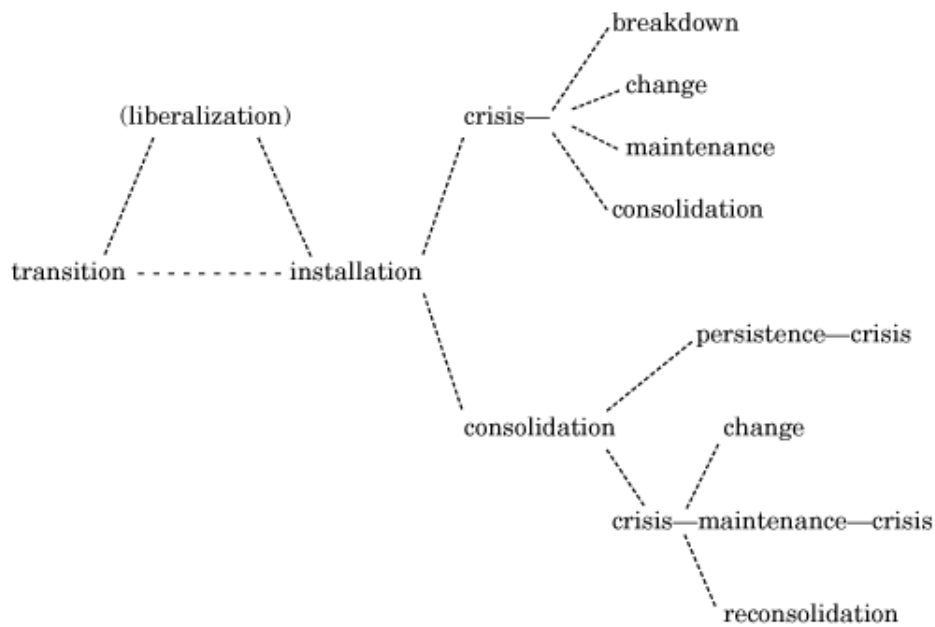 breakdown
change
(liberalization)
crisis—
maintenance
consolidation
transition
installation
persistence—crisis
consolidation
change
crisis—maintenance—crisis
reconsolidation